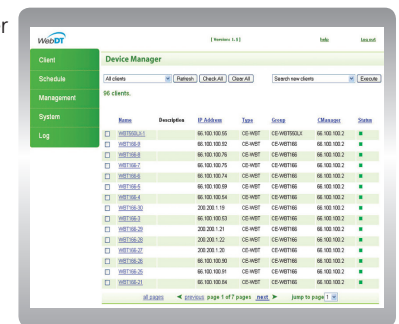 er
WebDT
[ Version: 1.1 ] help Logout
Client
Schedule
Management
System
Log
Device Manager
All clients Refresh Check All Clear All Search new clients Execute
96 clients.
Name Description IP Address Type Group CManager Status
WBT550LX-1 66.100.100.55 CE-WBT CE-WBT550LX 66.100.100.2
WBT166-9 66.100.100.92 CE-WBT CE-WBT166 66.100.100.2
WBT166-8 66.100.100.76 CE-WBT CE-WBT166 66.100.100.2
WBT166-7 66.100.100.75 CE-WBT CE-WBT166 66.100.100.2
WBT166-6 66.100.100.74 CE-WBT CE-WBT166 66.100.100.2
WBT166-5 66.100.100.89 CE-WBT CE-WBT166 66.100.100.2
WBT166-4 66.100.100.54 CE-WBT CE-WBT166 66.100.100.2
WBT166-30 200.200.1.19 CE-WBT CE-WBT166 66.100.100.2
WBT166-3 66.100.100.53 CE-WBT CE-WBT166 66.100.100.2
WBT166-29 200.200.1.21 CE-WBT CE-WBT166 66.100.100.2
WBT166-28 200.200.1.22 CE-WBT CE-WBT166 66.100.100.2
WBT166-27 200.200.1.20 CE-WBT CE-WBT166 66.100.100.2
WBT166-26 66.100.100.90 CE-WBT CE-WBT166 66.100.100.2
WBT166-25 66.100.100.91 CE-WBT CE-WBT166 66.100.100.2
WBT166-21 66.100.100.84 CE-WBT CE-WBT166 66.100.100.2
all pages previous page 1 of 7 pages next jump to page 1